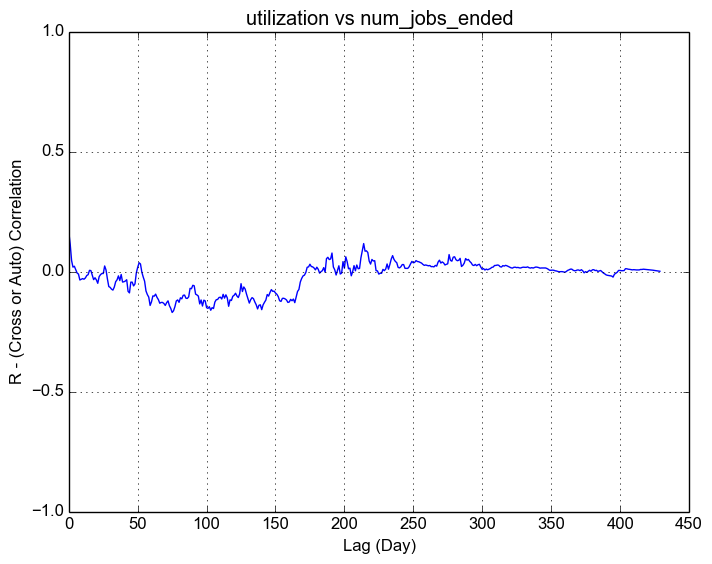 utilization vs num_jobs_ended
R - (Cross or Auto) Correlation
1.0
0.5
0.0
−0.5
−1.0
0 50 100 150 200 250 300 350 400 450
Lag (Day)